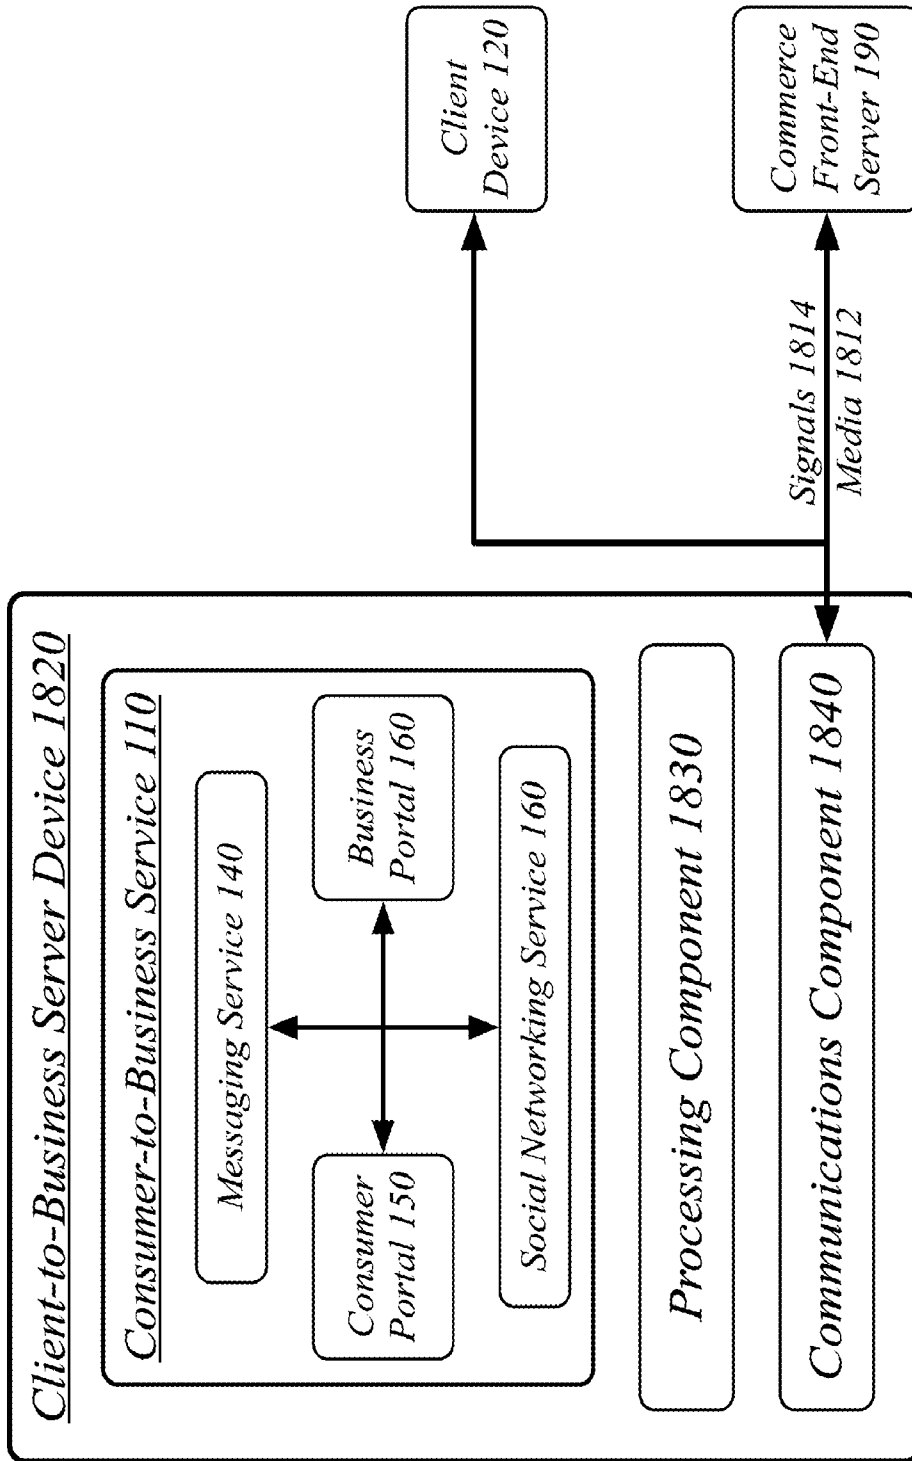 Client-to-Business Server Device 1820
Consumer-to-Business Service 110
Messaging Service 140
Consumer
Portal 150
Business
Portal 160
Social Networking Service 160
Processing Component 1830
Communications Component 1840
Client
Device 120
Signals 1814
Media 1812
Commerce
Front-End
Server 190